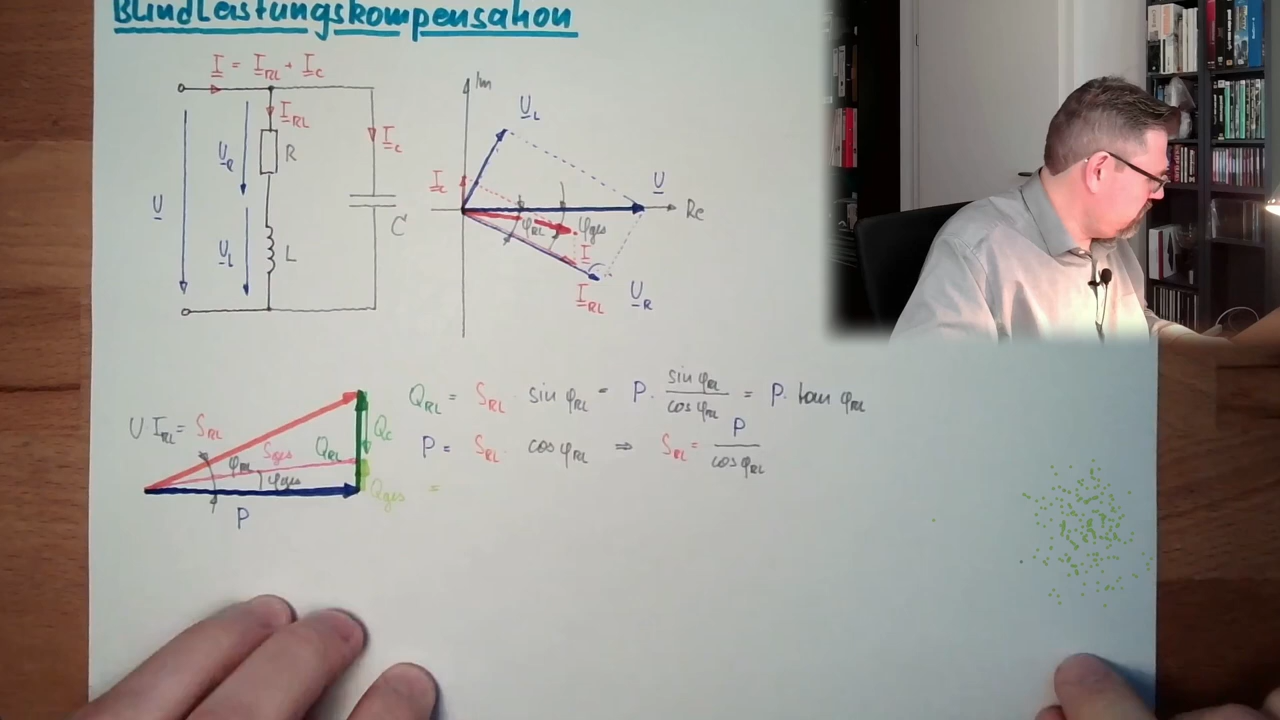 Blindleistungskompensation
I = I_RL + I_C
I_RL
I_C
U_R
R
U
U_L
L
C
Im
U_L
I_C
U
Re
φ_RL
φ_ges
I
I_RL
U_R
Q_RL = S_RL · sin φ_RL = P · sin φ_RL / cos φ_RL = P · tan φ_RL
P = S_RL · cos φ_RL ⇒ S_RL = P / cos φ_RL
U · I_RL = S_RL
Q_C
S_ges
Q_RL
φ_RL
φ_ges
Q_ges =
P